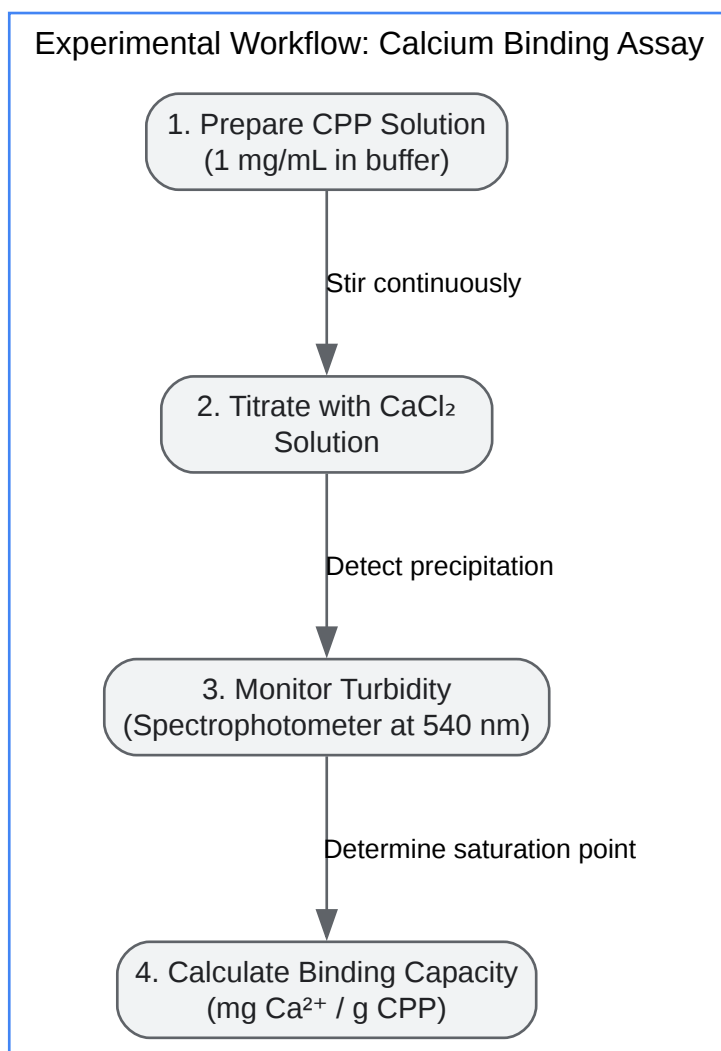 Experimental Workflow: Calcium Binding Assay
1. Prepare CPP Solution
(1 mg/mL in buffer)
Stir continuously
2. Titrate with CaCl₂
Solution
Detect precipitation
3. Monitor Turbidity
(Spectrophotometer at 540 nm)
Determine saturation point
4. Calculate Binding Capacity
(mg Ca²⁺ / g CPP)